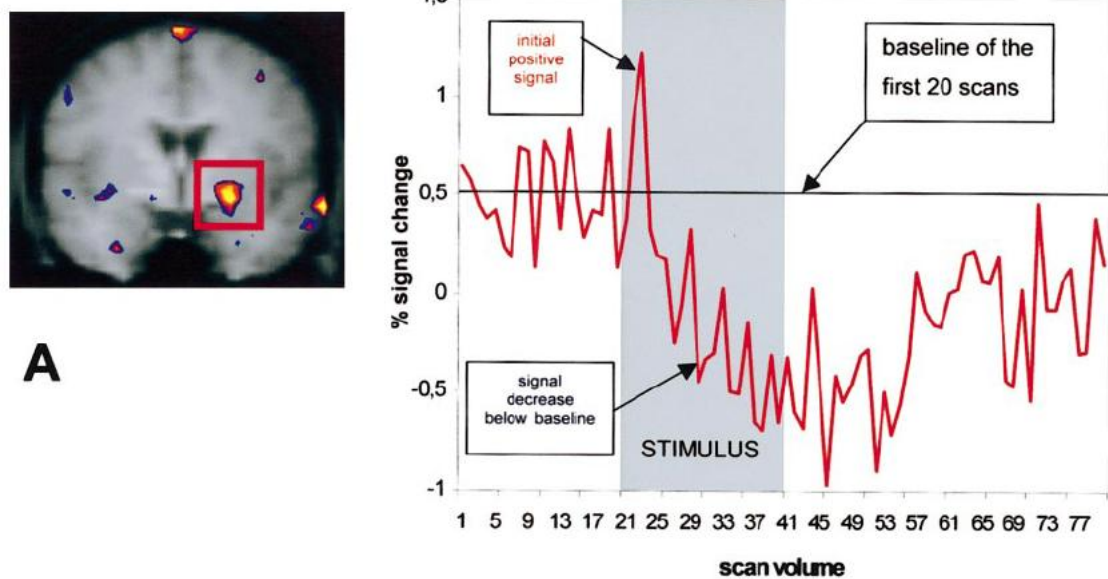 1,5
initial
positive
signal
baseline of the
first 20 scans
1
0,5
0
-0,5
-1
% signal change
signal
decrease
below baseline
STIMULUS
A
1 5 9 13 17 21 25 29 33 37 41 45 49 53 57 61 65 69 73 77
scan volume